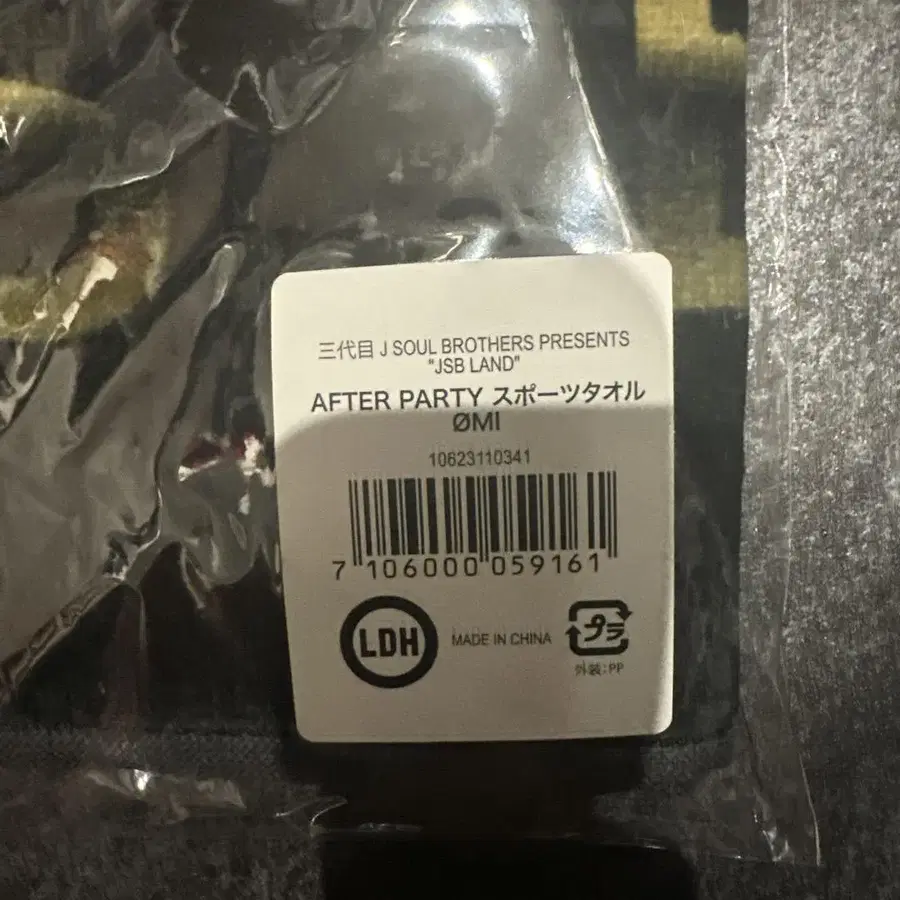 三代目 J SOUL BROTHERS PRESENTS
"JSB LAND"
AFTER PARTY スポーツタオル
ØMI
10623110341
7 106000 059161
LDH
MADE IN CHINA
プラ
外装:PP